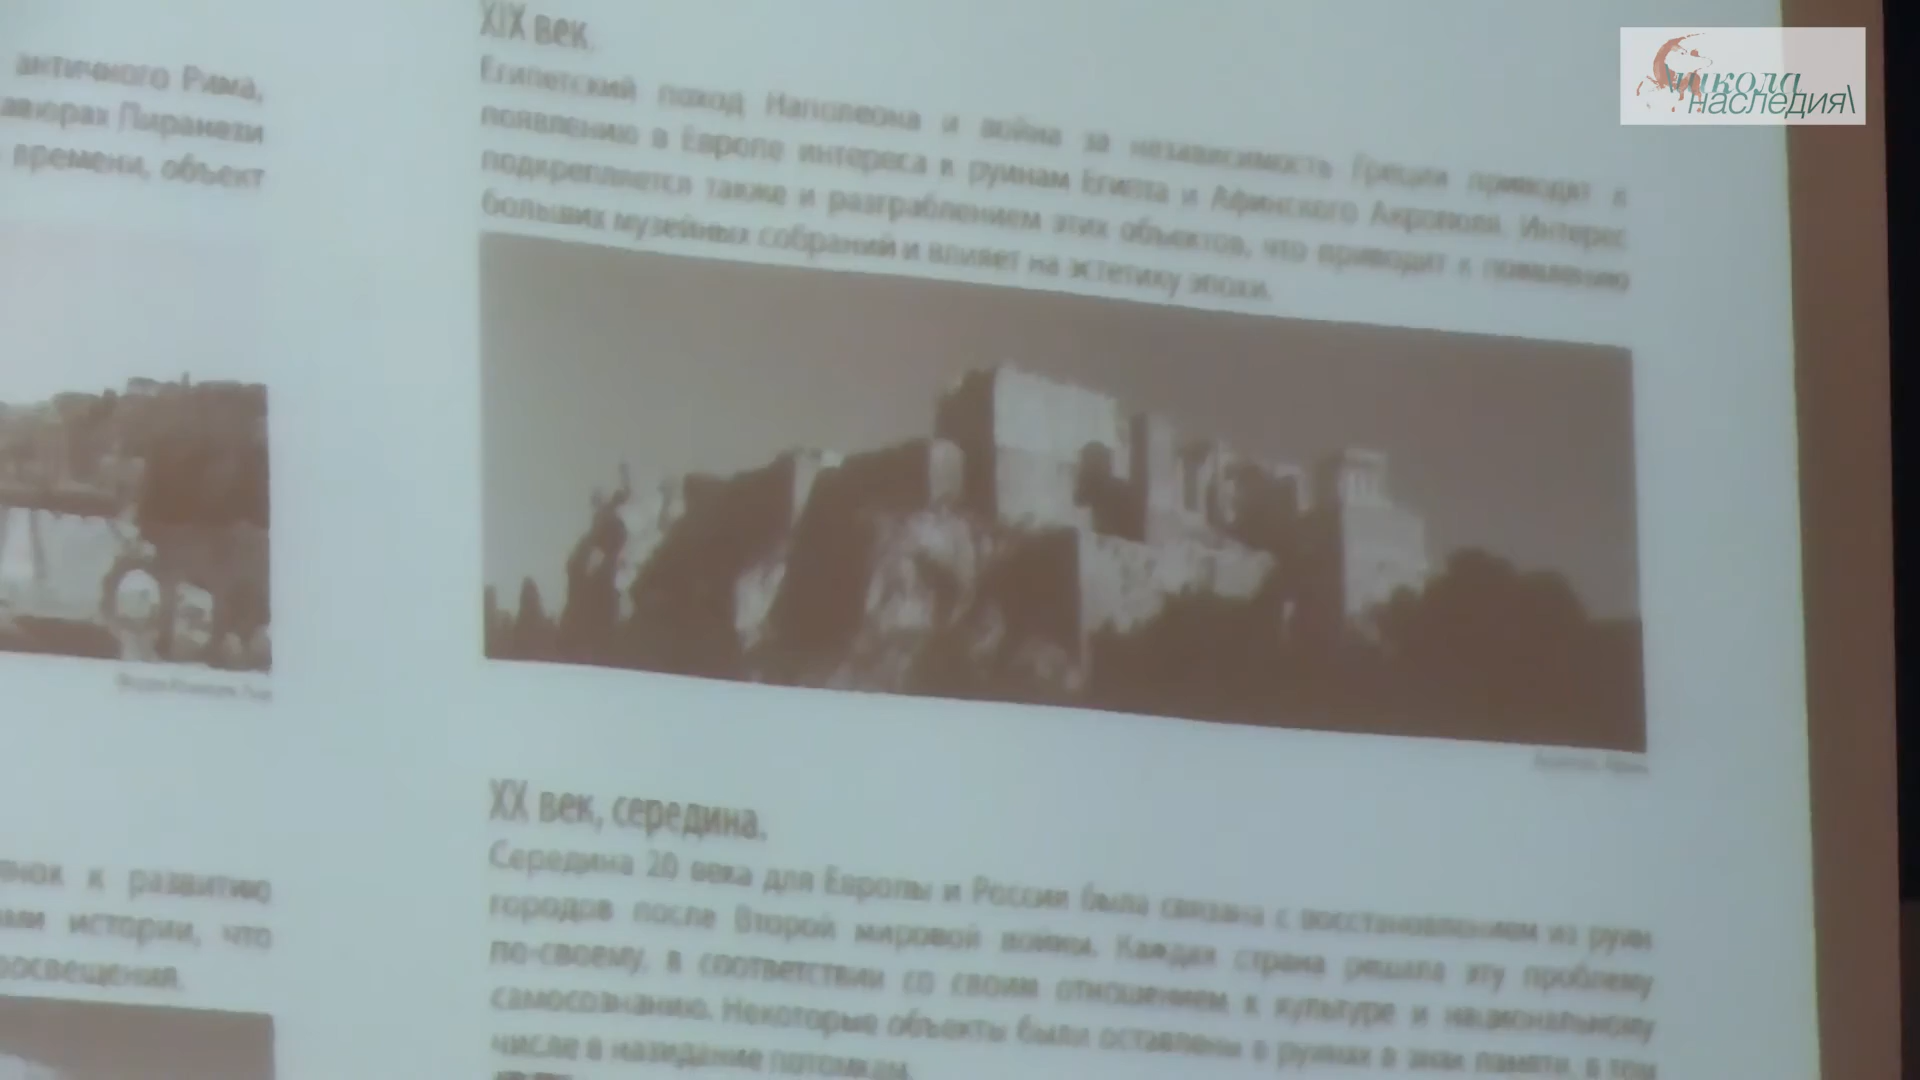 античного Рима,
Пиранези
времени, объект
XIX век.
Египетский поход Наполеона и война за независимость Греции приводят к
появлению в Европе интереса к руинам Египта и Афинского Акрополя. Интерес
подкрепляется также и разграблением этих объектов, что приводит к появлению
больших музейных собраний и влияет на эстетику эпохи.
школа
наследия\
к развитию
истории, что
XX век, середина.
Середина 20 века для Европы и России была связана с восстановлением из руин
городов после Второй мировой войны. Каждая страна решала эту проблему
по-своему, в соответствии со своим отношением к культуре и национальному
самосознанию. Некоторые объекты были оставлены в руинах в знак памяти, в том
числе в назидание потомкам.